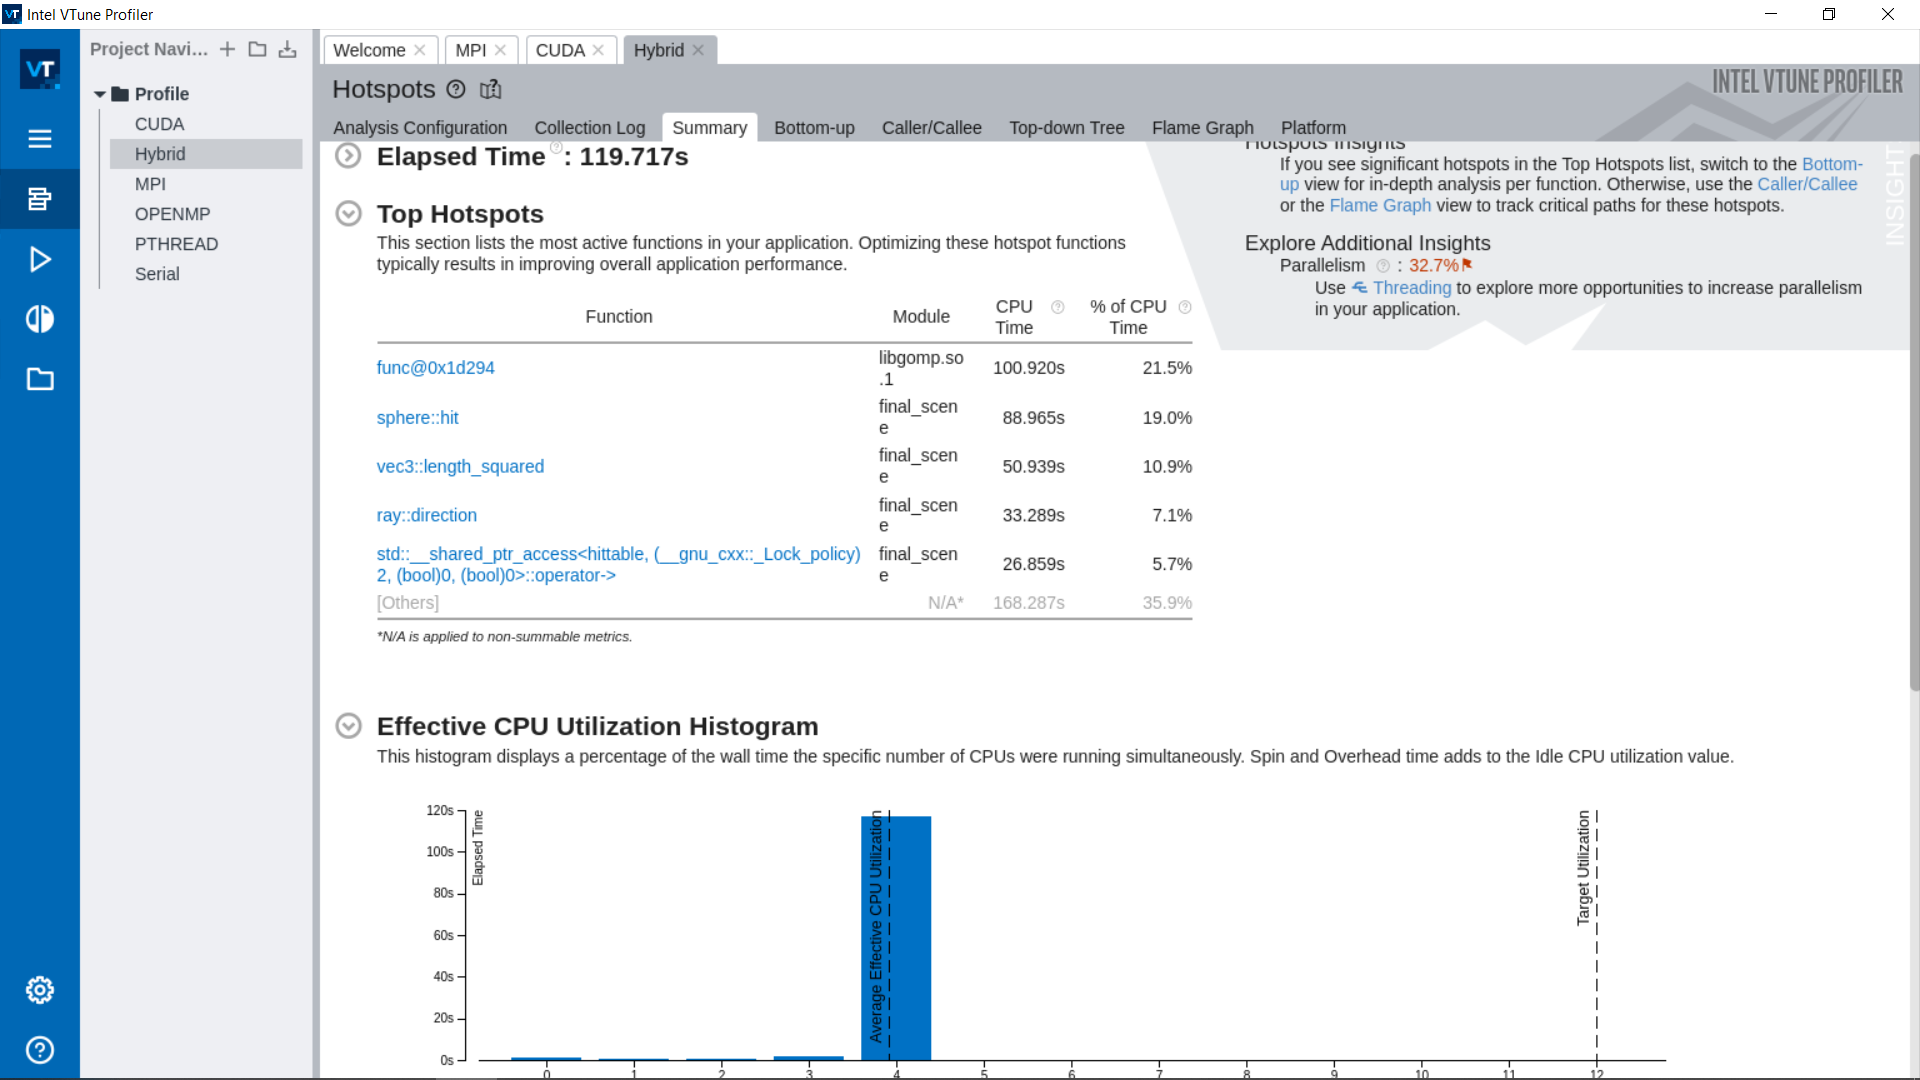 Intel VTune Profiler
Project Navi...
Profile
CUDA
Hybrid
MPI
OPENMP
PTHREAD
Serial
Welcome
MPI
CUDA
Hybrid
Hotspots
INTEL VTUNE PROFILER
Analysis Configuration
Collection Log
Summary
Bottom-up
Caller/Callee
Top-down Tree
Flame Graph
Platform
Elapsed Time : 119.717s
Top Hotspots
This section lists the most active functions in your application. Optimizing these hotspot functions
typically results in improving overall application performance.
Function Module CPU Time % of CPU Time
func@0x1d294 libgomp.so.1 100.920s 21.5%
sphere::hit final_scene 88.965s 19.0%
vec3::length_squared final_scene 50.939s 10.9%
ray::direction final_scene 33.289s 7.1%
std::__shared_ptr_access<hittable, (__gnu_cxx::_Lock_policy)
2, (bool)0, (bool)0>::operator-> final_scene 26.859s 5.7%
[Others] N/A* 168.287s 35.9%
*N/A is applied to non-summable metrics.
Hotspots Insights
If you see significant hotspots in the Top Hotspots list, switch to the Bottom-
up view for in-depth analysis per function. Otherwise, use the Caller/Callee
or the Flame Graph view to track critical paths for these hotspots.
Explore Additional Insights
Parallelism : 32.7%
Use Threading to explore more opportunities to increase parallelism
in your application.
INSIGHT
Effective CPU Utilization Histogram
This histogram displays a percentage of the wall time the specific number of CPUs were running simultaneously. Spin and Overhead time adds to the Idle CPU utilization value.
120s
100s
80s
60s
40s
20s
0s
Elapsed Time
Average Effective CPU Utilization
Target Utilization
0 1 2 3 4 5 6 7 8 9 10 11 12